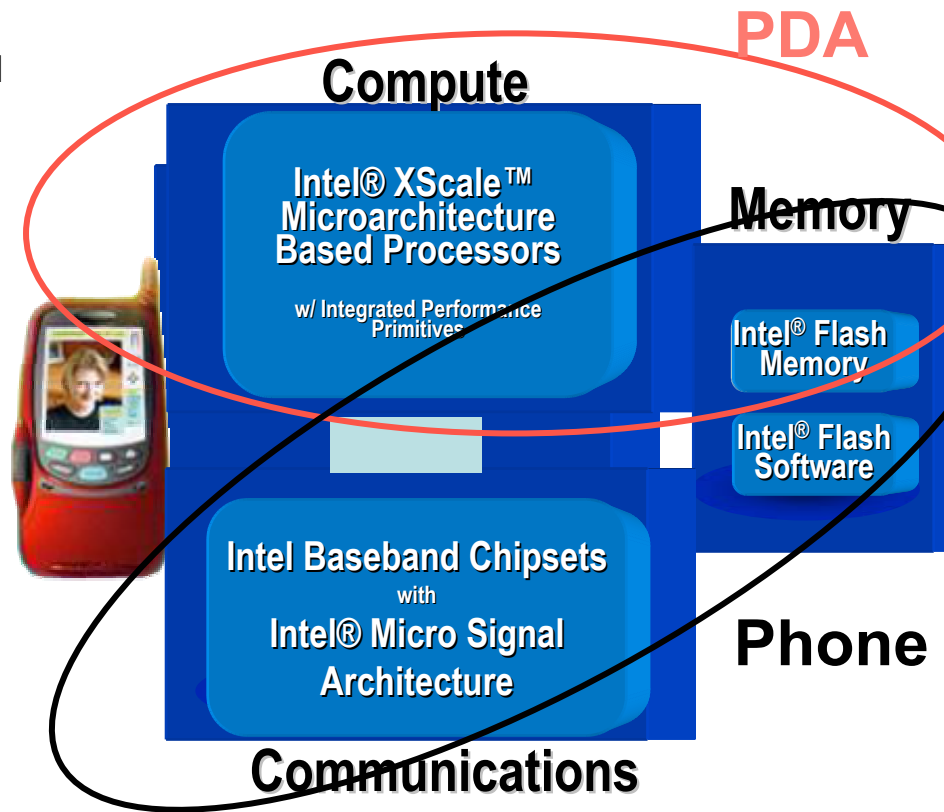 PDA
Compute
Intel® XScale™
Microarchitecture
Based Processors
w/ Integrated Performance
Primitives
Memory
Intel® Flash
Memory
Intel® Flash
Software
Intel Baseband Chipsets
with
Intel® Micro Signal
Architecture
Phone
Communications